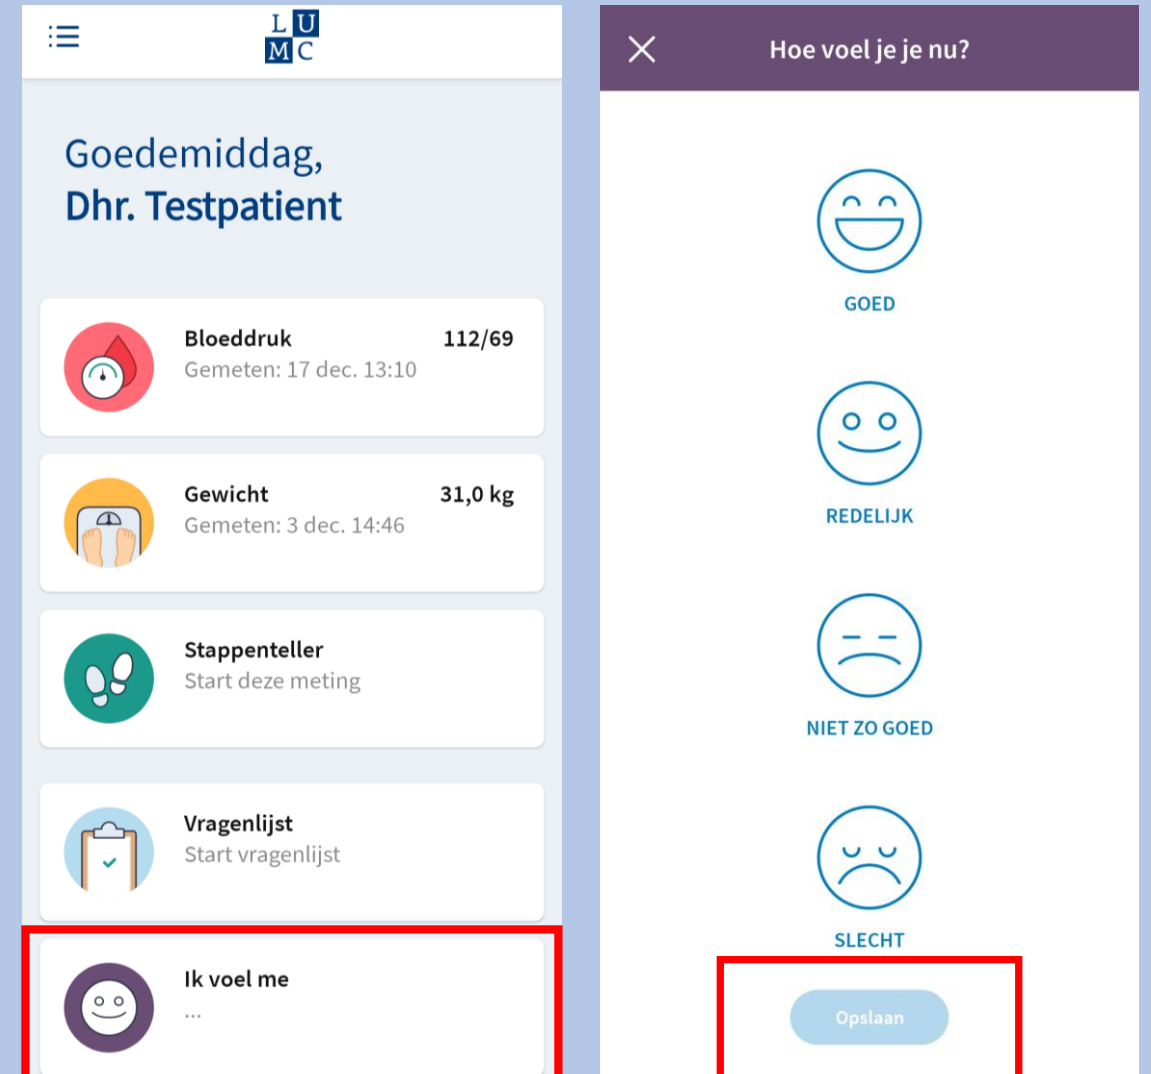 L U
M C
Goedemiddag,
Dhr. Testpatient
Bloeddruk 112/69
Gemeten: 17 dec. 13:10
Gewicht 31,0 kg
Gemeten: 3 dec. 14:46
Stappenteller
Start deze meting
Vragenlijst
Start vragenlijst
Ik voel me
...
Hoe voel je je nu?
GOED
REDELIJK
NIET ZO GOED
SLECHT
Opslaan